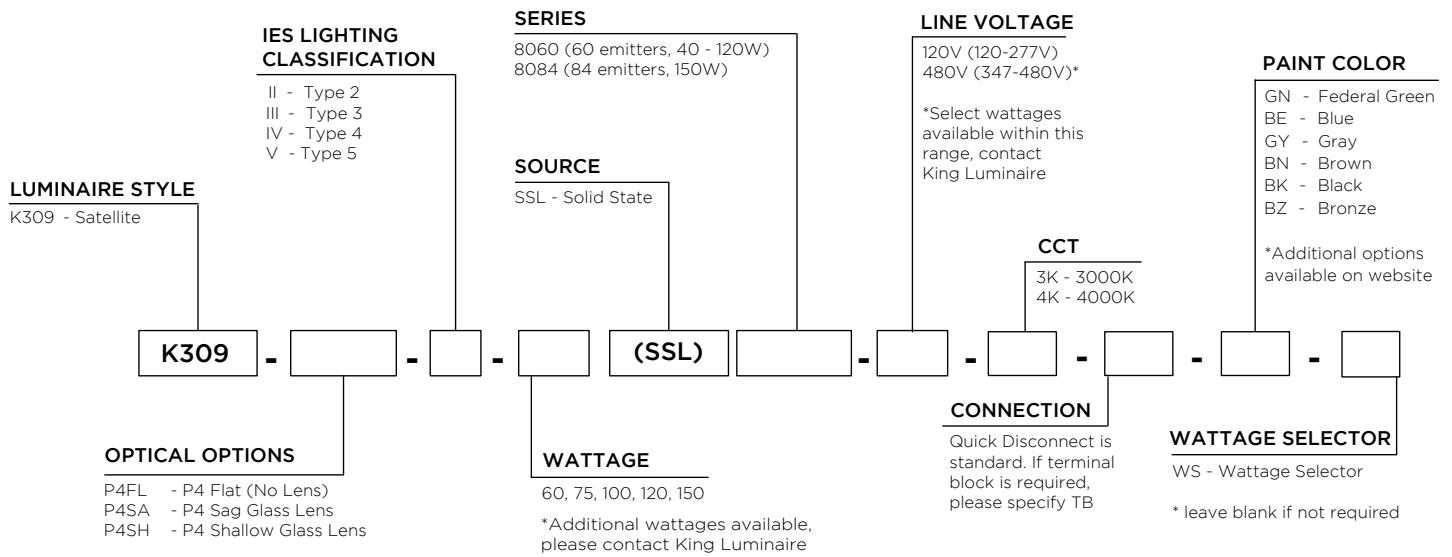 SERIES
8060 (60 emitters, 40 - 120W)
8084 (84 emitters, 150W)
LINE VOLTAGE
120V (120-277V)
480V (347-480V)*
*Select wattages
available within this
range, contact
King Luminaire
IES LIGHTING
CLASSIFICATION
II - Type 2
III - Type 3
IV - Type 4
V - Type 5
PAINT COLOR
GN - Federal Green
BE - Blue
GY - Gray
BN - Brown
BK - Black
BZ - Bronze
*Additional options
available on website
SOURCE
SSL - Solid State
LUMINAIRE STYLE
K309 - Satellite
CCT
3K - 3000K
4K - 4000K
K309 - - - (SSL) - - - - -
OPTICAL OPTIONS
P4FL - P4 Flat (No Lens)
P4SA - P4 Sag Glass Lens
P4SH - P4 Shallow Glass Lens
WATTAGE
60, 75, 100, 120, 150
*Additional wattages available,
please contact King Luminaire
CONNECTION
Quick Disconnect is
standard. If terminal
block is required,
please specify TB
WATTAGE SELECTOR
WS - Wattage Selector
* leave blank if not required